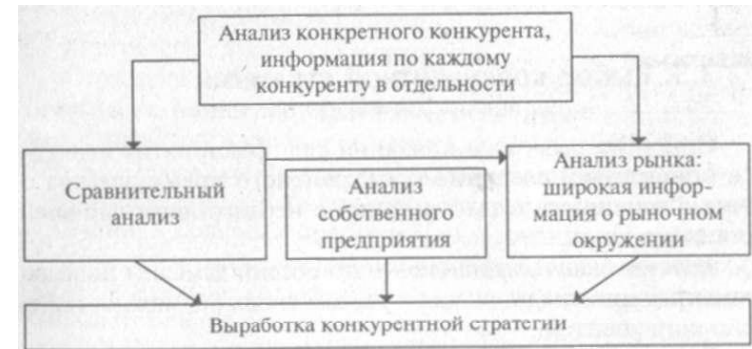 Анализ конкретного конкурента,
информация по каждому
конкуренту в отдельности
Сравнительный
анализ
Анализ
собственного
предприятия
Анализ рынка:
широкая инфор-
мация о рыночном
окружении
Выработка конкурентной стратегии